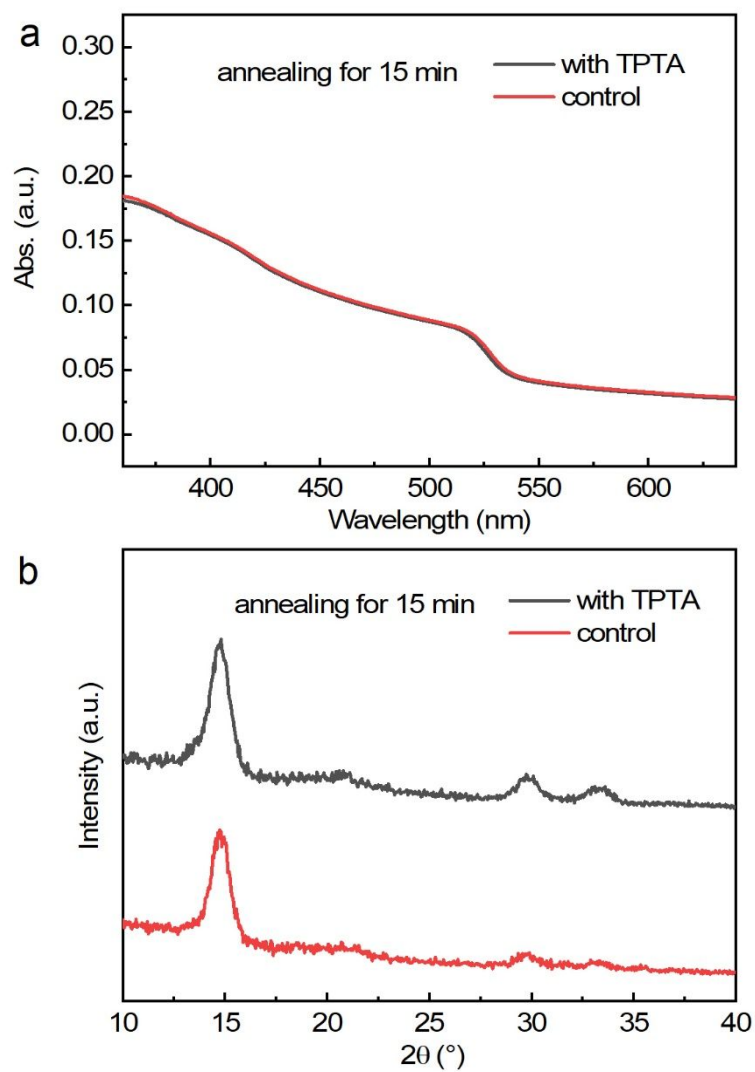 a
annealing for 15 min
with TPTA
control
0.30
0.25
0.20
0.15
0.10
0.05
0.00
Abs. (a.u.)
400 450 500 550 600
Wavelength (nm)
b
annealing for 15 min
with TPTA
control
Intensity (a.u.)
10 15 20 25 30 35 40
2θ (°)